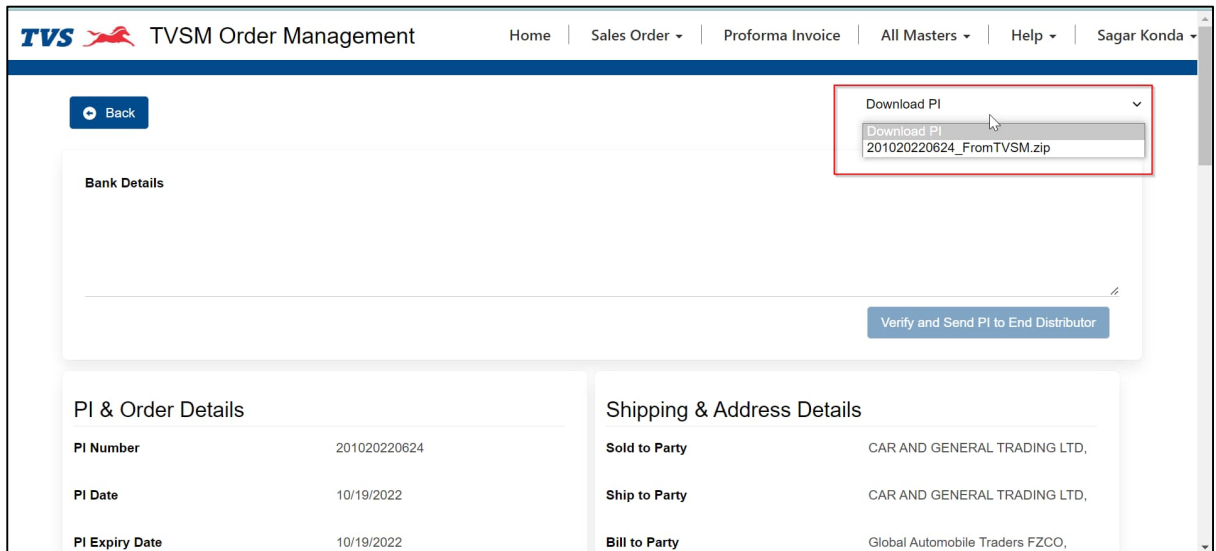 TVS TVSM Order Management Home Sales Order Proforma Invoice All Masters Help Sagar Konda
Back
Download PI
Download PI
201020220624_FromTVSM.zip
Bank Details
Verify and Send PI to End Distributor
PI & Order Details
PI Number 201020220624
PI Date 10/19/2022
PI Expiry Date 10/19/2022
Shipping & Address Details
Sold to Party CAR AND GENERAL TRADING LTD,
Ship to Party CAR AND GENERAL TRADING LTD,
Bill to Party Global Automobile Traders FZCO,